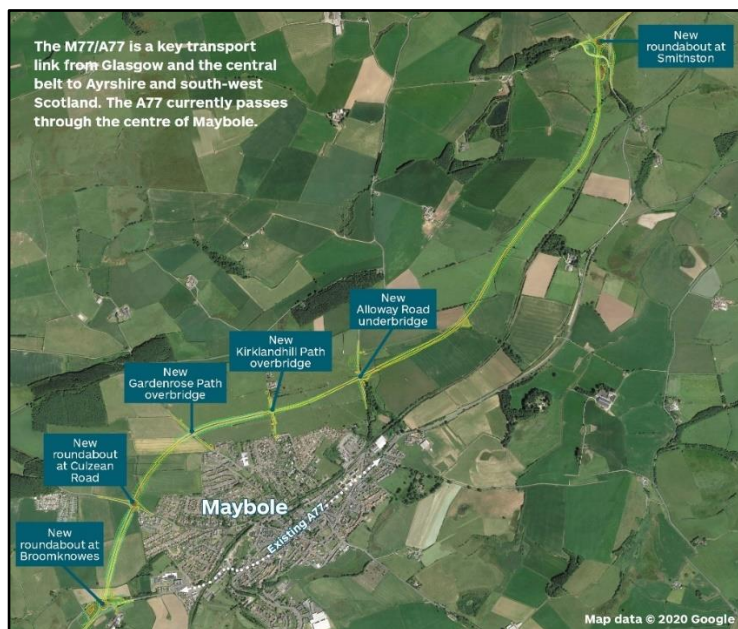 The M77/A77 is a key transport
link from Glasgow and the central
belt to Ayrshire and south-west
Scotland. The A77 currently passes
through the centre of Maybole.
New
roundabout at
Smithston
New
Alloway Road
underbridge
New
Kirklandhill Path
overbridge
New
Gardenrose Path
overbridge
New
roundabout
at Culzean
Road
Maybole
Existing A77
New
roundabout at
Broomknowes
Map data © 2020 Google